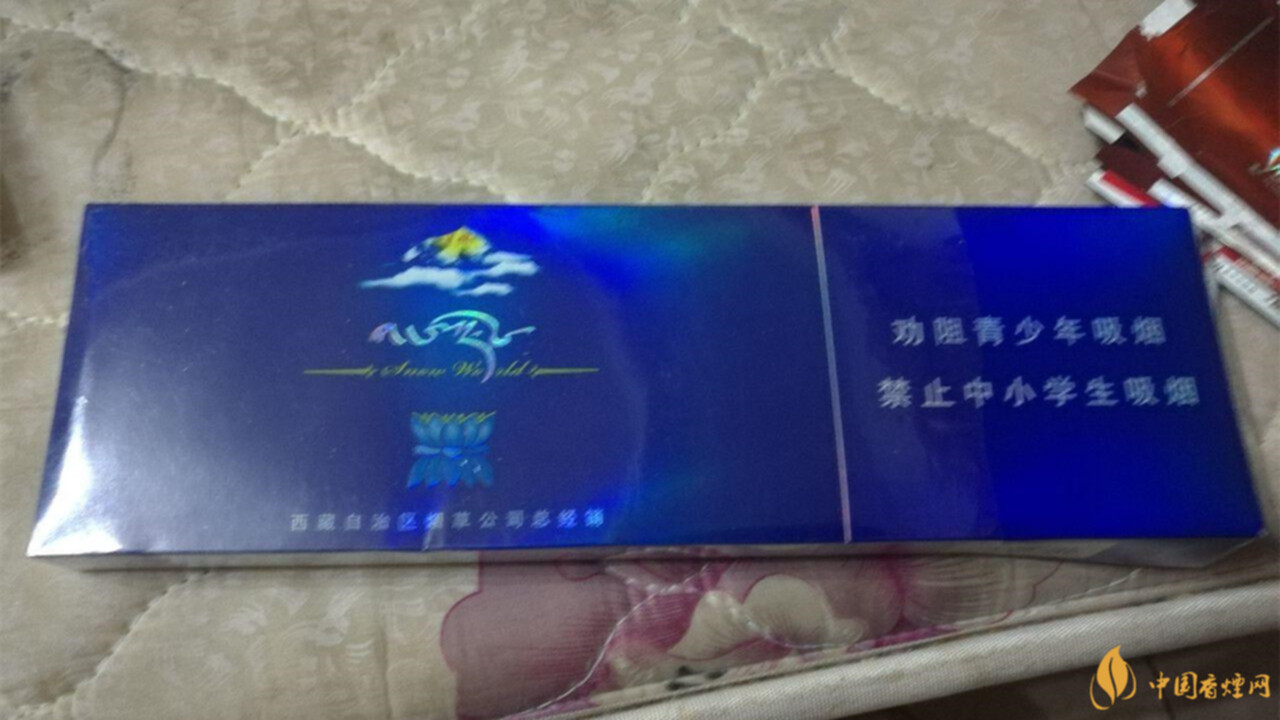 Snow World
西藏自治区烟草公司总经销
劝阻青少年吸烟
禁止中小学生吸烟
中国香煙网